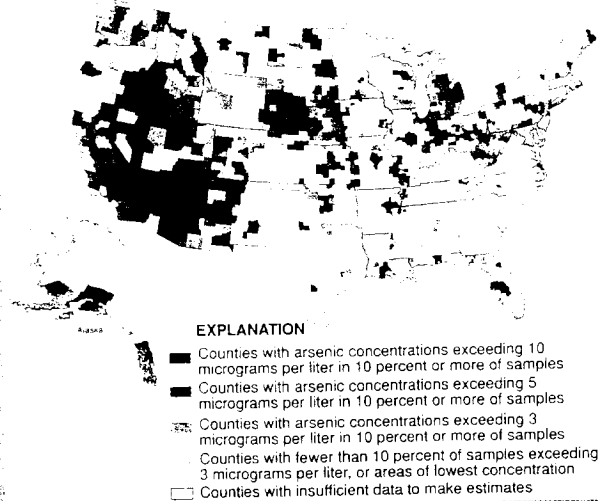 Alaska
EXPLANATION
Counties with arsenic concentrations exceeding 10
micrograms per liter in 10 percent or more of samples
Counties with arsenic concentrations exceeding 5
micrograms per liter in 10 percent or more of samples
Counties with arsenic concentrations exceeding 3
micrograms per liter in 10 percent or more of samples
Counties with fewer than 10 percent of samples exceeding
3 micrograms per liter, or areas of lowest concentration
Counties with insufficient data to make estimates